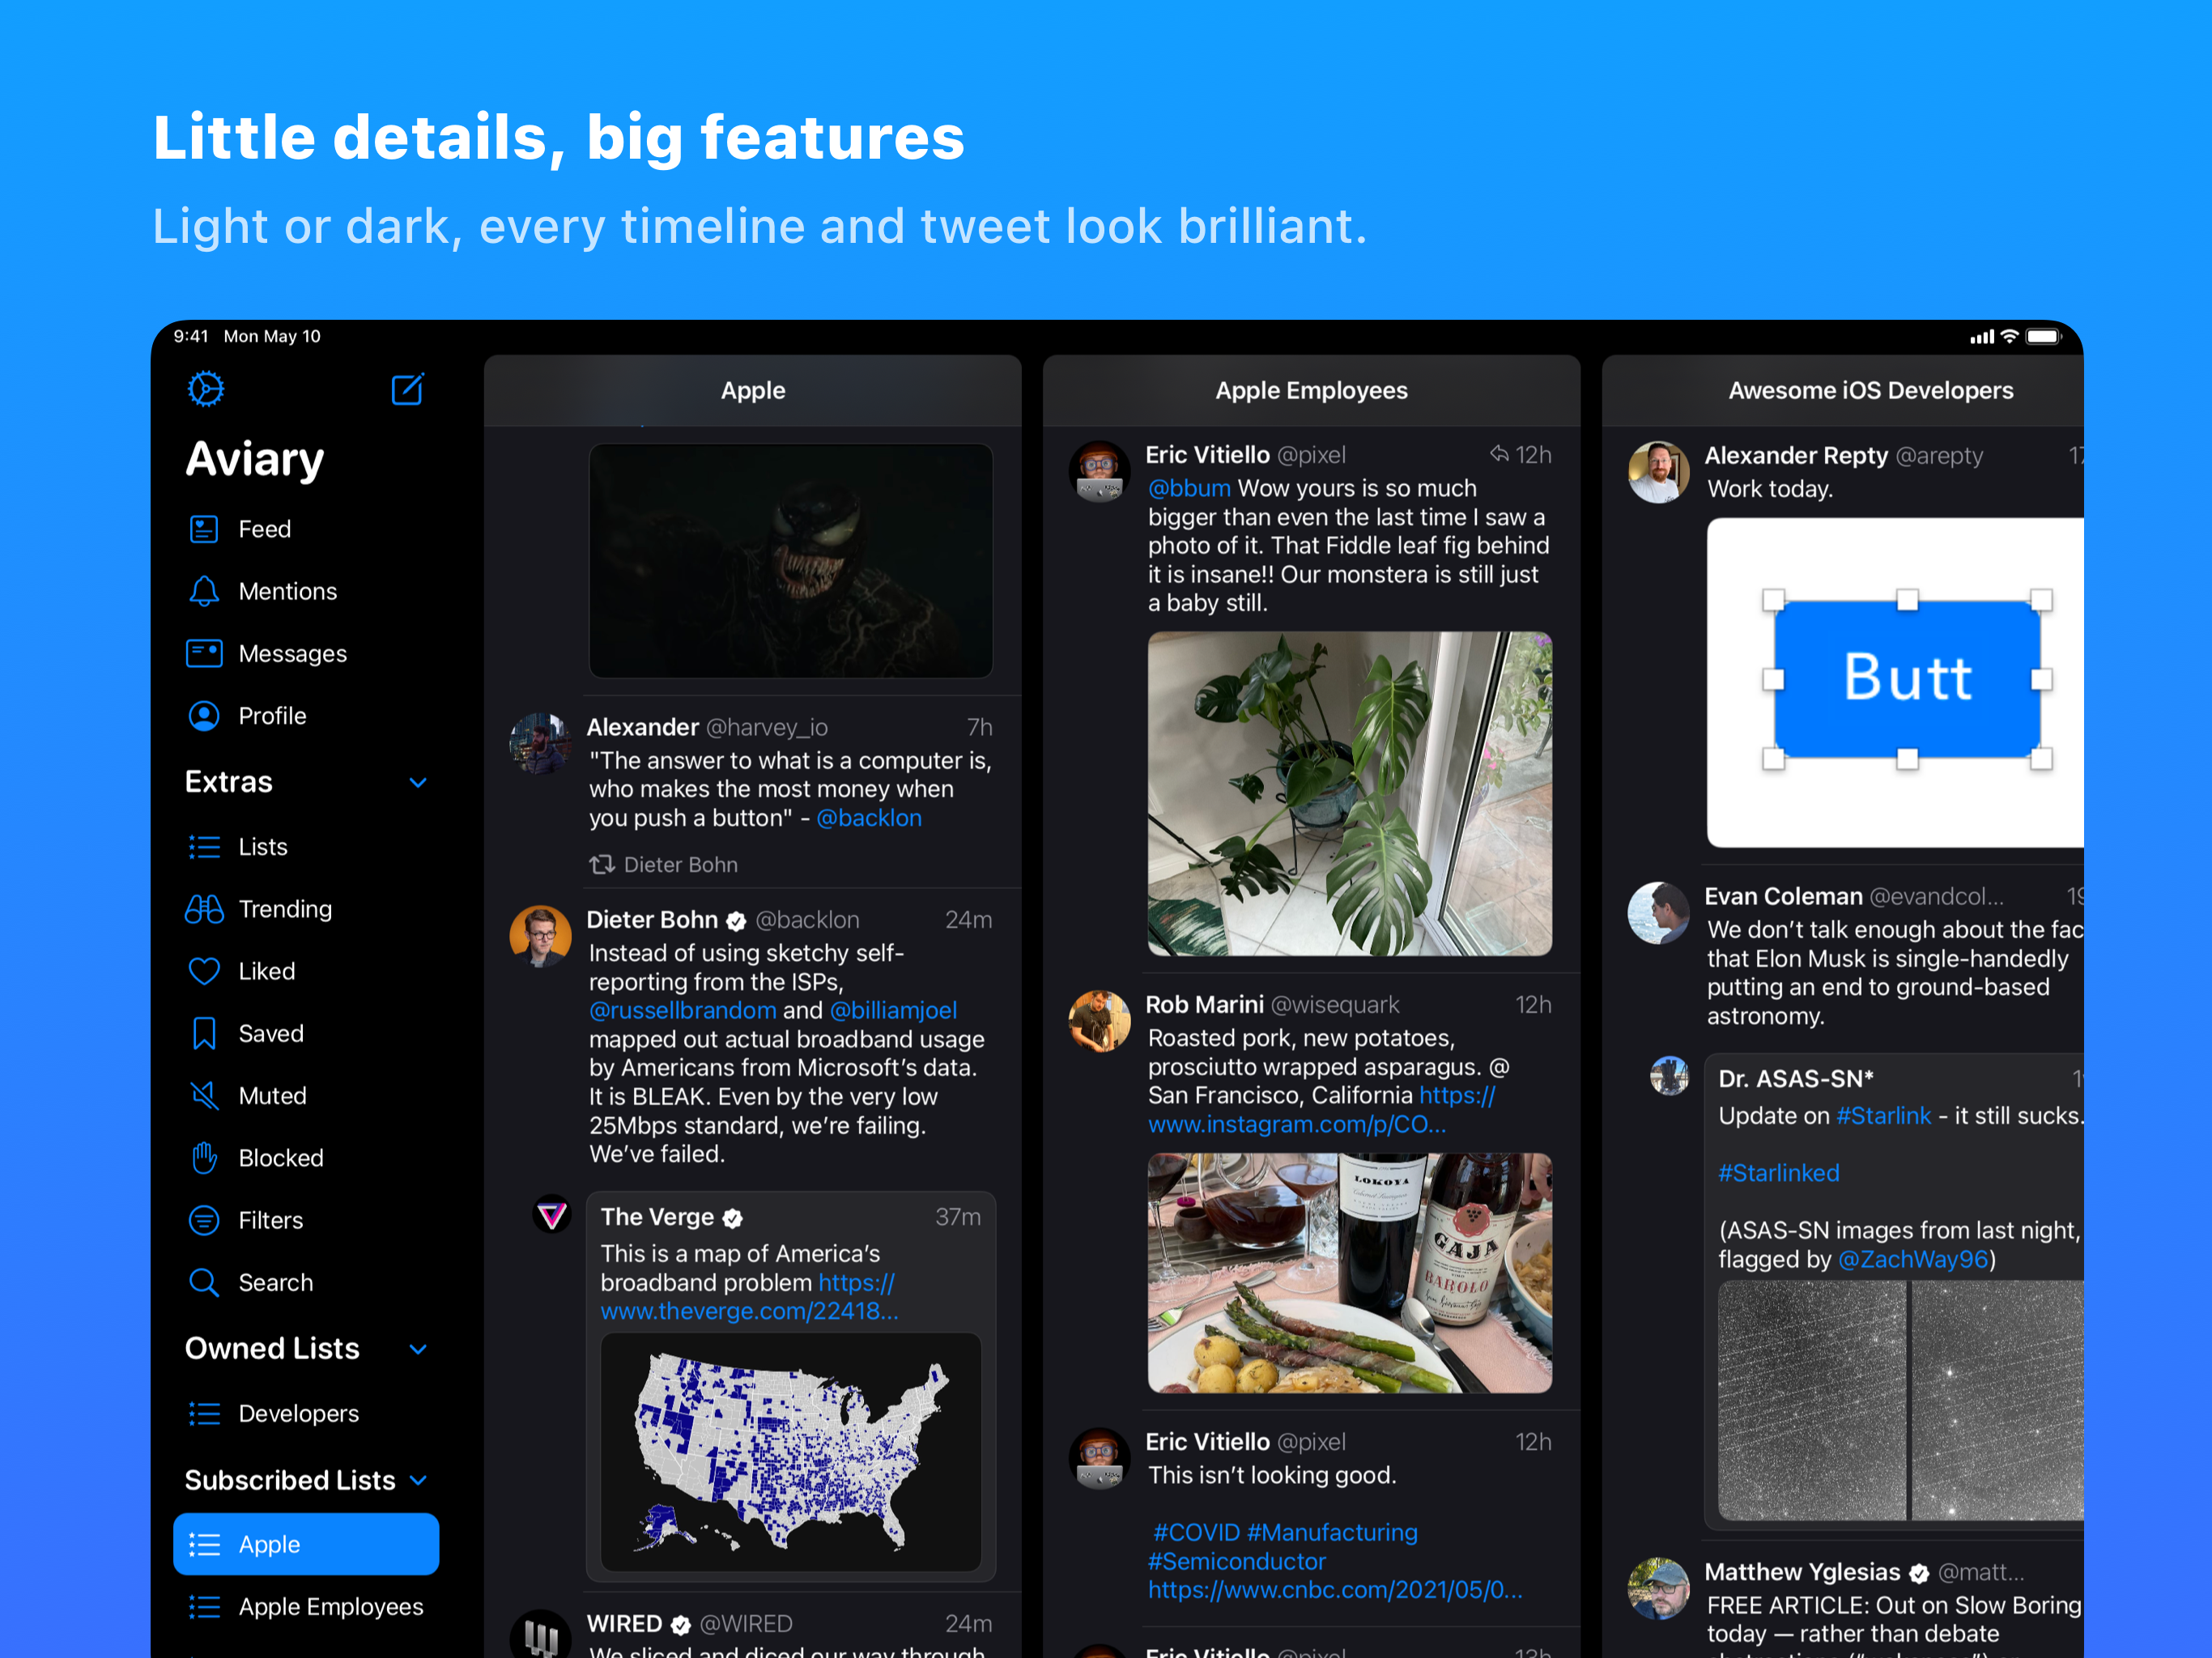 Little details, big features
Light or dark, every timeline and tweet look brilliant.
9:41 Mon May 10
Aviary
Feed
Mentions
Messages
Profile
Extras
Lists
Trending
Liked
Saved
Muted
Blocked
Filters
Search
Owned Lists
Developers
Subscribed Lists
Apple
Apple Employees
Apple
Alexander @harvey_io 7h
"The answer to what is a computer is,
who makes the most money when
you push a button" - @backlon
Dieter Bohn
Dieter Bohn @backlon 24m
Instead of using sketchy self-
reporting from the ISPs,
@russellbrandom and @billiamjoel
mapped out actual broadband usage
by Americans from Microsoft’s data.
It is BLEAK. Even by the very low
25Mbps standard, we’re failing.
We’ve failed.
The Verge 37m
This is a map of America’s
broadband problem https://
www.theverge.com/22418...
WIRED @WIRED 24m
We sliced and diced our way through
Apple Employees
Eric Vitiello @pixel 12h
@bbum Wow yours is so much
bigger than even the last time I saw a
photo of it. That Fiddle leaf fig behind
it is insane!! Our monstera is still just
a baby still.
Rob Marini @wisequark 12h
Roasted pork, new potatoes,
prosciutto wrapped asparagus. @
San Francisco, California https://
www.instagram.com/p/CO...
LOKOYA
Cabernet Sauvignon
GAJA
BAROLO
Eric Vitiello @pixel 12h
This isn’t looking good.
#COVID #Manufacturing
#Semiconductor
https://www.cnbc.com/2021/05/0...
Eric Vitiello @pixel 13h
Awesome iOS Developers
Alexander Repty @arepty 17
Work today.
Butt
Evan Coleman @evandcol... 19
We don’t talk enough about the fac
that Elon Musk is single-handedly
putting an end to ground-based
astronomy.
Dr. ASAS-SN* 1
Update on #Starlink - it still sucks.
#Starlinked
(ASAS-SN images from last night,
flagged by @ZachWay96)
Matthew Yglesias @matt...
FREE ARTICLE: Out on Slow Boring
today — rather than debate